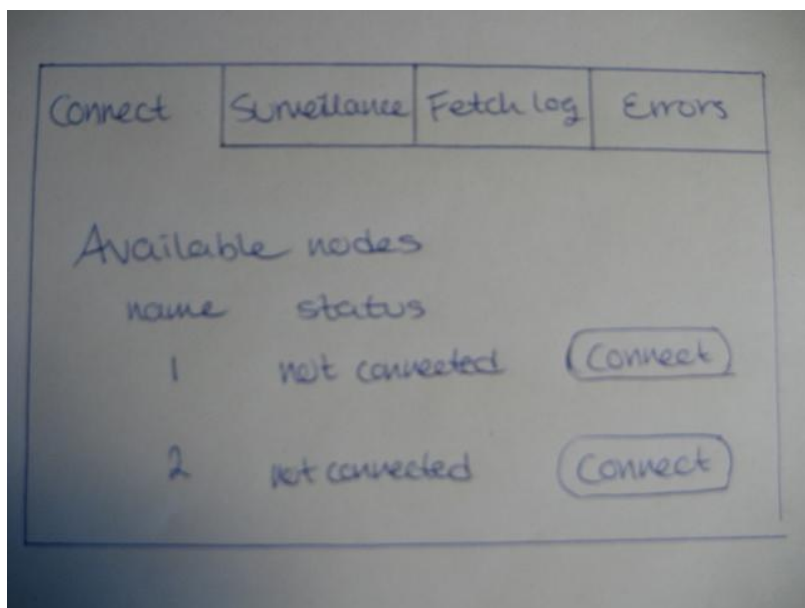 Connect Surveillance Fetch log Errors
Available nodes
name status
1 not connected Connect
2 not connected Connect